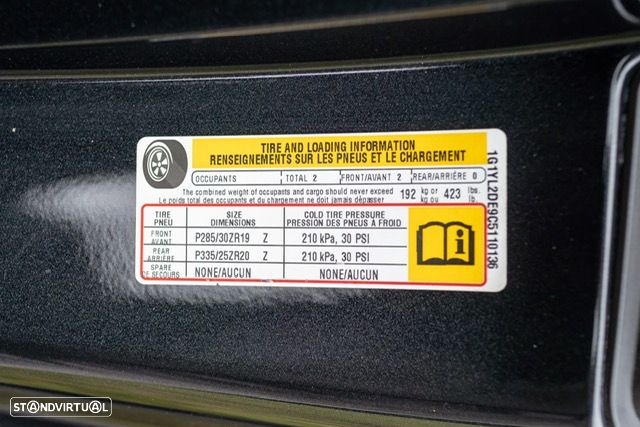 TIRE AND LOADING INFORMATION
RENSEIGNEMENTS SUR LES PNEUS ET LE CHARGEMENT
OCCUPANTS TOTAL 2 FRONT/AVANT 2 REAR/ARRIÈRE 0
The combined weight of occupants and cargo should never exceed 192 kg or 423 lbs.
Le poids total des occupants et du chargement ne doit jamais dépasser kg ou lb.
TIRE SIZE COLD TIRE PRESSURE
PNEU DIMENSIONS PRESSION DES PNEUS À FROID
FRONT
AVANT P285/30ZR19 Z 210 kPa, 30 PSI
REAR
ARRIÈRE P335/25ZR20 Z 210 kPa, 30 PSI
SPARE
DE SECOURS NONE/AUCUN NONE/AUCUN
1G1YL2DE9C5110136
STANDVIRTUAL